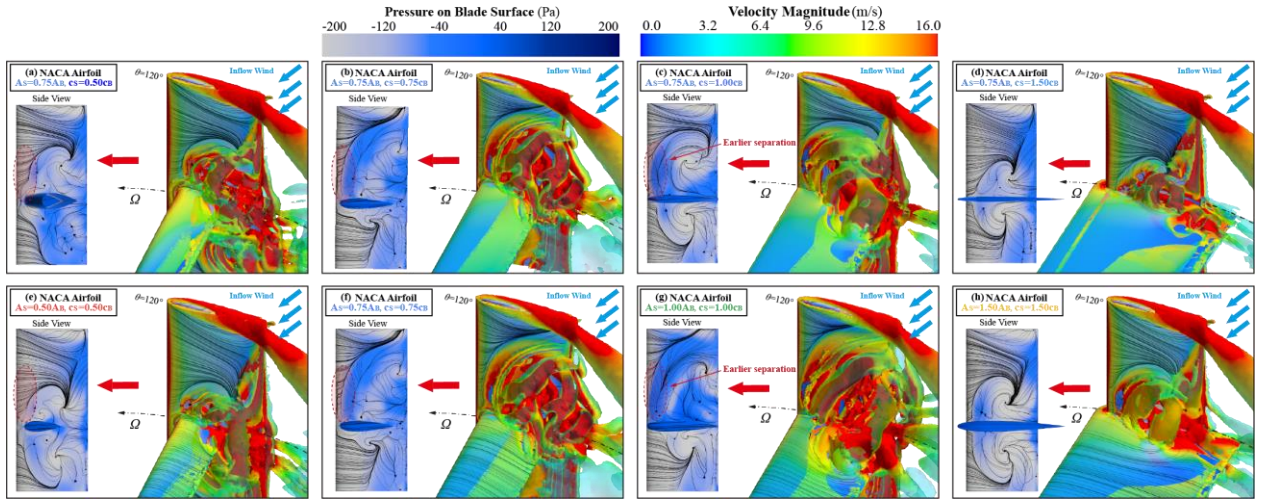 Pressure on Blade Surface (Pa)
-200 -120 -40 40 120 200
Velocity Magnitude (m/s)
0.0 3.2 6.4 9.6 12.8 16.0
(a) NACA Airfoil
AS=0.75AB, cS=0.50cB
Side View
θ=120°
Inflow Wind
Ω
(b) NACA Airfoil
AS=0.75AB, cS=0.75cB
Side View
θ=120°
Inflow Wind
Ω
(c) NACA Airfoil
AS=0.75AB, cS=1.00cB
Side View
θ=120°
Inflow Wind
Earlier separation
Ω
(d) NACA Airfoil
AS=0.75AB, cS=1.50cB
Side View
θ=120°
Inflow Wind
Ω
(e) NACA Airfoil
AS=0.50AB, cS=0.50cB
Side View
θ=120°
Inflow Wind
Ω
(f) NACA Airfoil
AS=0.75AB, cS=0.75cB
Side View
θ=120°
Inflow Wind
Ω
(g) NACA Airfoil
AS=1.00AB, cS=1.00cB
Side View
θ=120°
Inflow Wind
Earlier separation
Ω
(h) NACA Airfoil
AS=1.50AB, cS=1.50cB
Side View
θ=120°
Inflow Wind
Ω